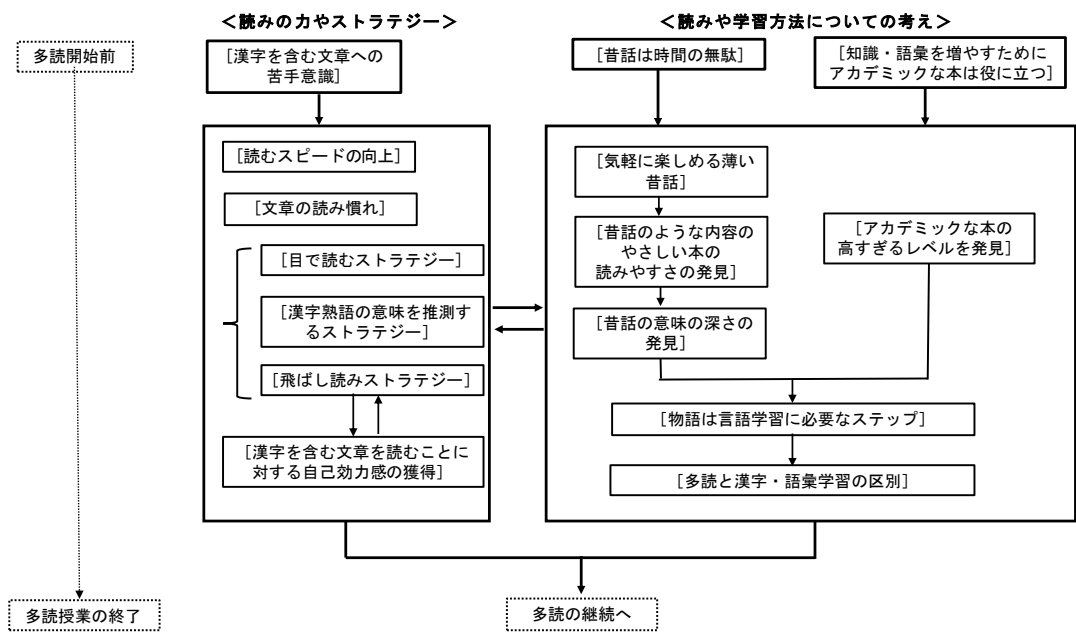 ＜読みの力やストラテジー＞
＜読みや学習方法についての考え＞
多読開始前
［漢字を含む文章への
苦手意識］
［昔話は時間の無駄］
［知識・語彙を増やすために
アカデミックな本は役に立つ］
［読むスピードの向上］
［文章の読み慣れ］
［目で読むストラテジー］
［漢字熟語の意味を推測す
るストラテジー］
［飛ばし読みストラテジー］
［漢字を含む文章を読むことに
対する自己効力感の獲得］
［気軽に楽しめる薄い
昔話］
［昔話のような内容の
やさしい本の
読みやすさの発見］
［昔話の意味の深さの
発見］
［アカデミックな本の
高すぎるレベルを発見］
［物語は言語学習に必要なステップ］
［多読と漢字・語彙学習の区別］
多読授業の終了
多読の継続へ